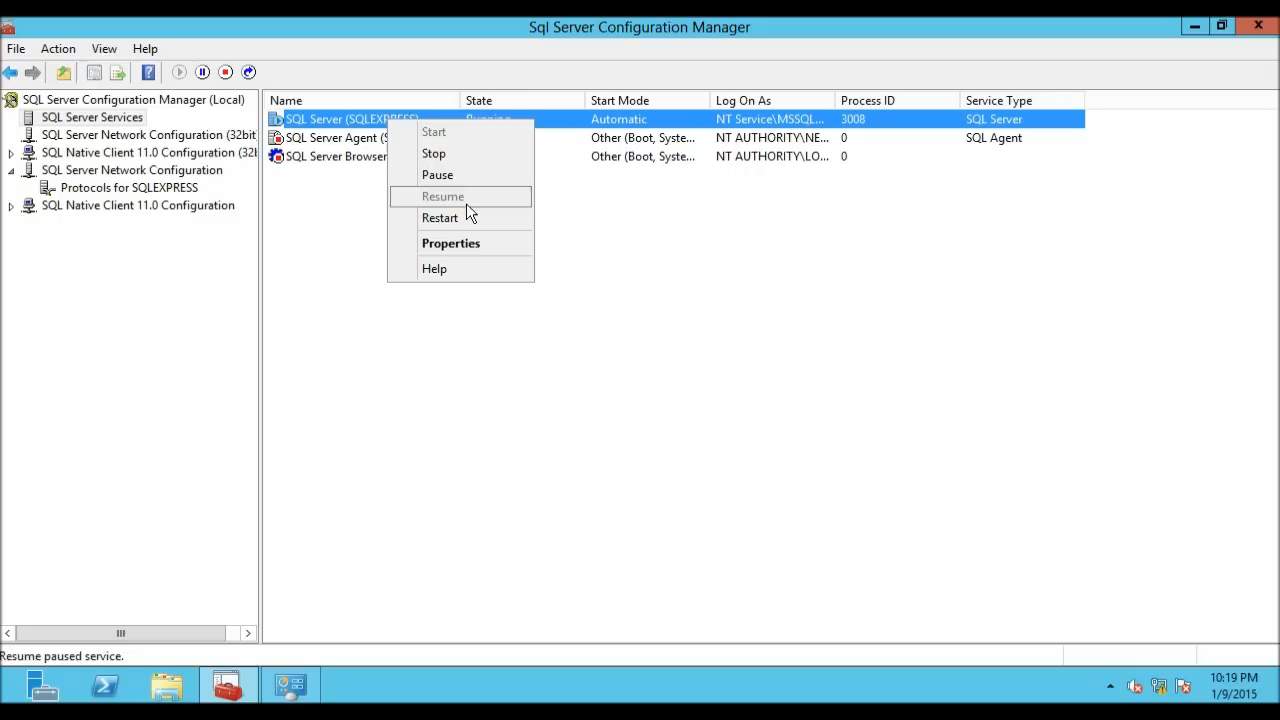 Sql Server Configuration Manager
File Action View Help
SQL Server Configuration Manager (Local)
SQL Server Services
SQL Server Network Configuration (32bit
SQL Native Client 11.0 Configuration (32l
SQL Server Network Configuration
Protocols for SQLEXPRESS
SQL Native Client 11.0 Configuration
Name State Start Mode Log On As Process ID Service Type
SQL Server (SQLEXPRESS) Running Automatic NT Service\MSSQL... 3008 SQL Server
SQL Server Agent (S Other (Boot, Syste... NT AUTHORITY\NE... 0 SQL Agent
SQL Server Browser Other (Boot, Syste... NT AUTHORITY\LO... 0
Start
Stop
Pause
Resume
Restart
Properties
Help
Resume paused service.
10:19 PM
1/9/2015